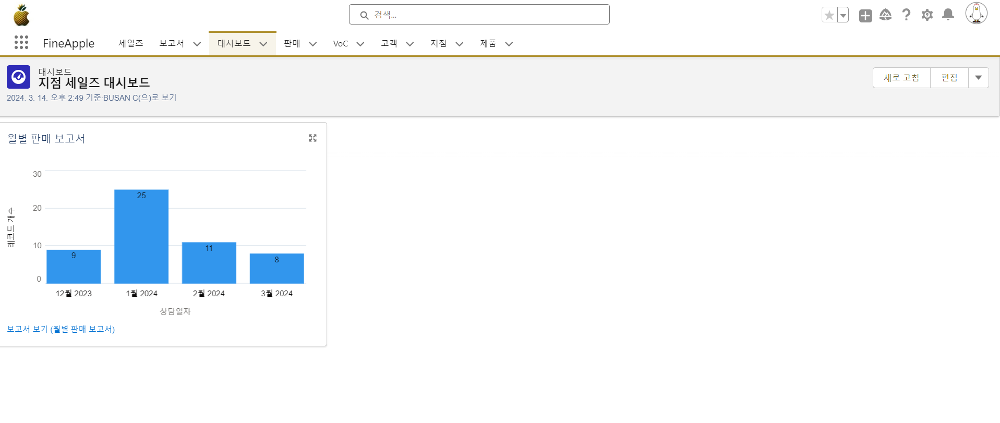 검색...
FineApple
세일즈
보고서
대시보드
판매
VoC
고객
지점
제품
대시보드
지점 세일즈 대시보드
2024. 3. 14. 오후 2:49 기준·BUSAN C(으)로 보기
새로 고침
편집
월별 판매 보고서
레코드 개수
30
20
10
0
9
25
11
8
12월 2023
1월 2024
2월 2024
3월 2024
상담일자
보고서 보기 (월별 판매 보고서)